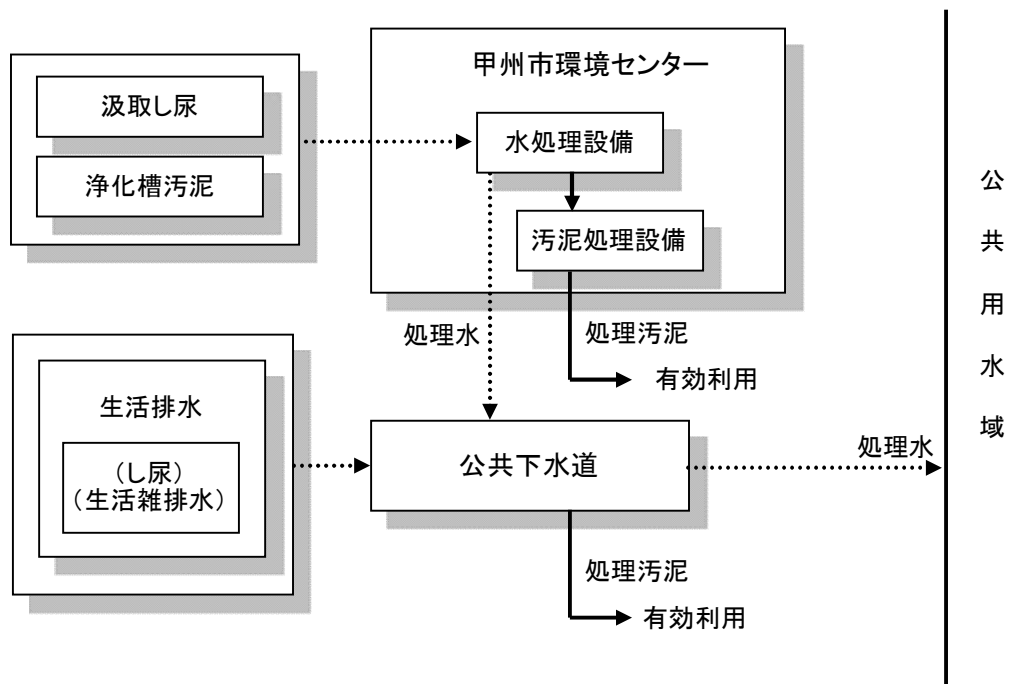 甲州市環境センター
汲取し尿
浄化槽汚泥
水処理設備
汚泥処理設備
処理水
処理汚泥
有効利用
生活排水
(し尿)
(生活雑排水)
公共下水道
処理水
処理汚泥
有効利用
公共用水域